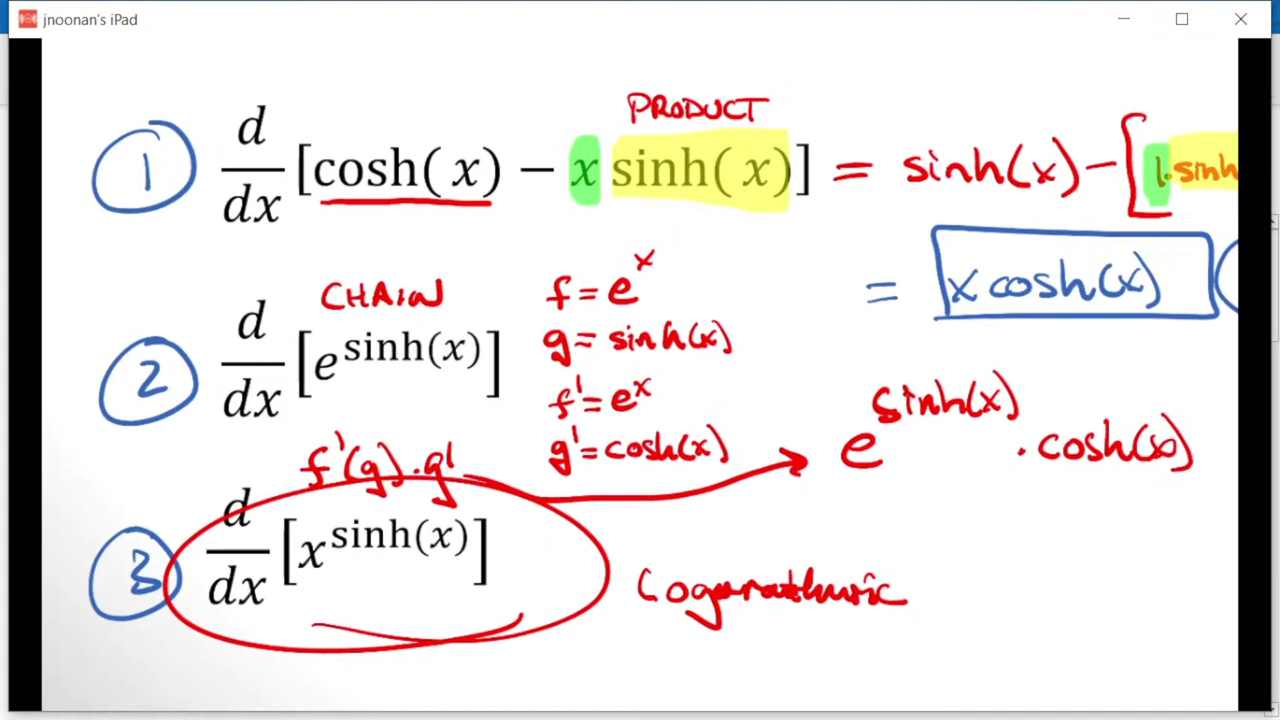 jnoonan's iPad
PRODUCT
① d/dx [cosh(x) − x sinh(x)] = sinh(x) − [1·sinh
= x cosh(x)
CHAIN
② d/dx [e^sinh(x)]
f = e^x
g = sinh(x)
f' = e^x
g' = cosh(x)
f'(g)·g'
e^sinh(x) · cosh(x)
③ d/dx [x^sinh(x)]